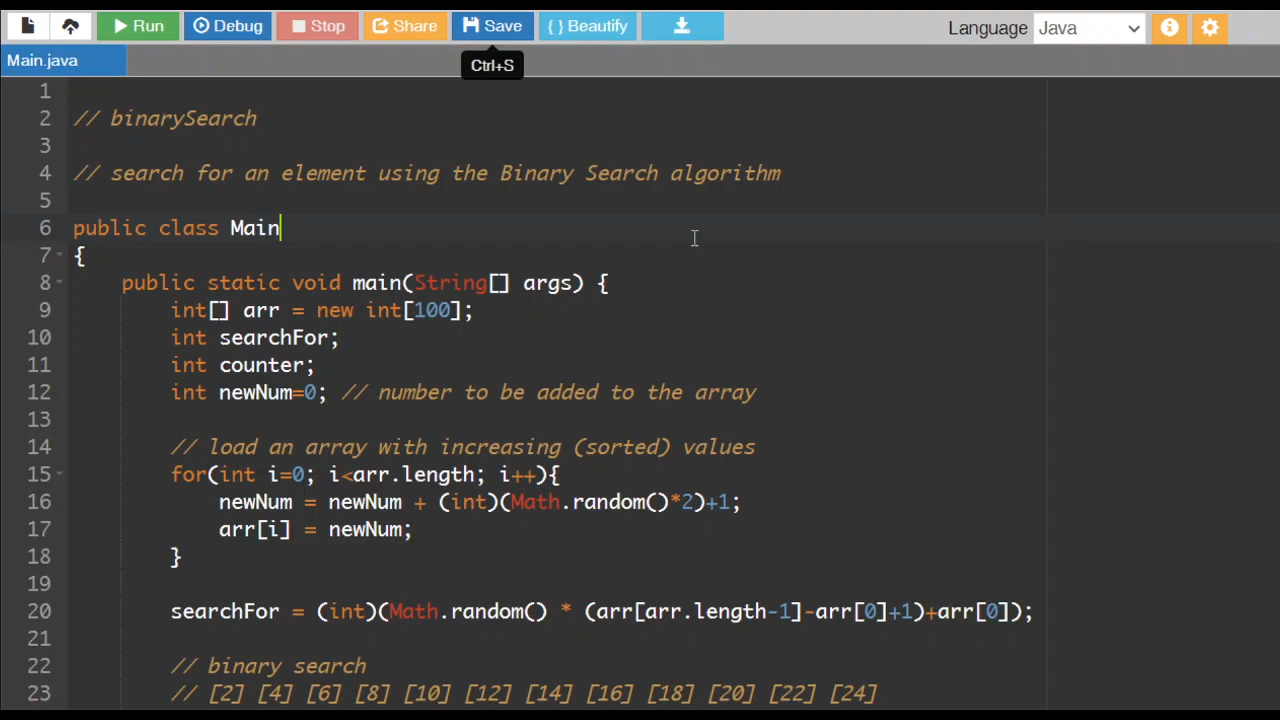 Run Debug Stop Share Save { } Beautify Language Java
Main.java
Ctrl+S
1
2 // binarySearch
3
4 // search for an element using the Binary Search algorithm
5
6 public class Main
7 {
8 public static void main(String[] args) {
9 int[] arr = new int[100];
10 int searchFor;
11 int counter;
12 int newNum=0; // number to be added to the array
13
14 // load an array with increasing (sorted) values
15 for(int i=0; i<arr.length; i++){
16 newNum = newNum + (int)(Math.random()*2)+1;
17 arr[i] = newNum;
18 }
19
20 searchFor = (int)(Math.random() * (arr[arr.length-1]-arr[0]+1)+arr[0]);
21
22 // binary search
23 // [2] [4] [6] [8] [10] [12] [14] [16] [18] [20] [22] [24]